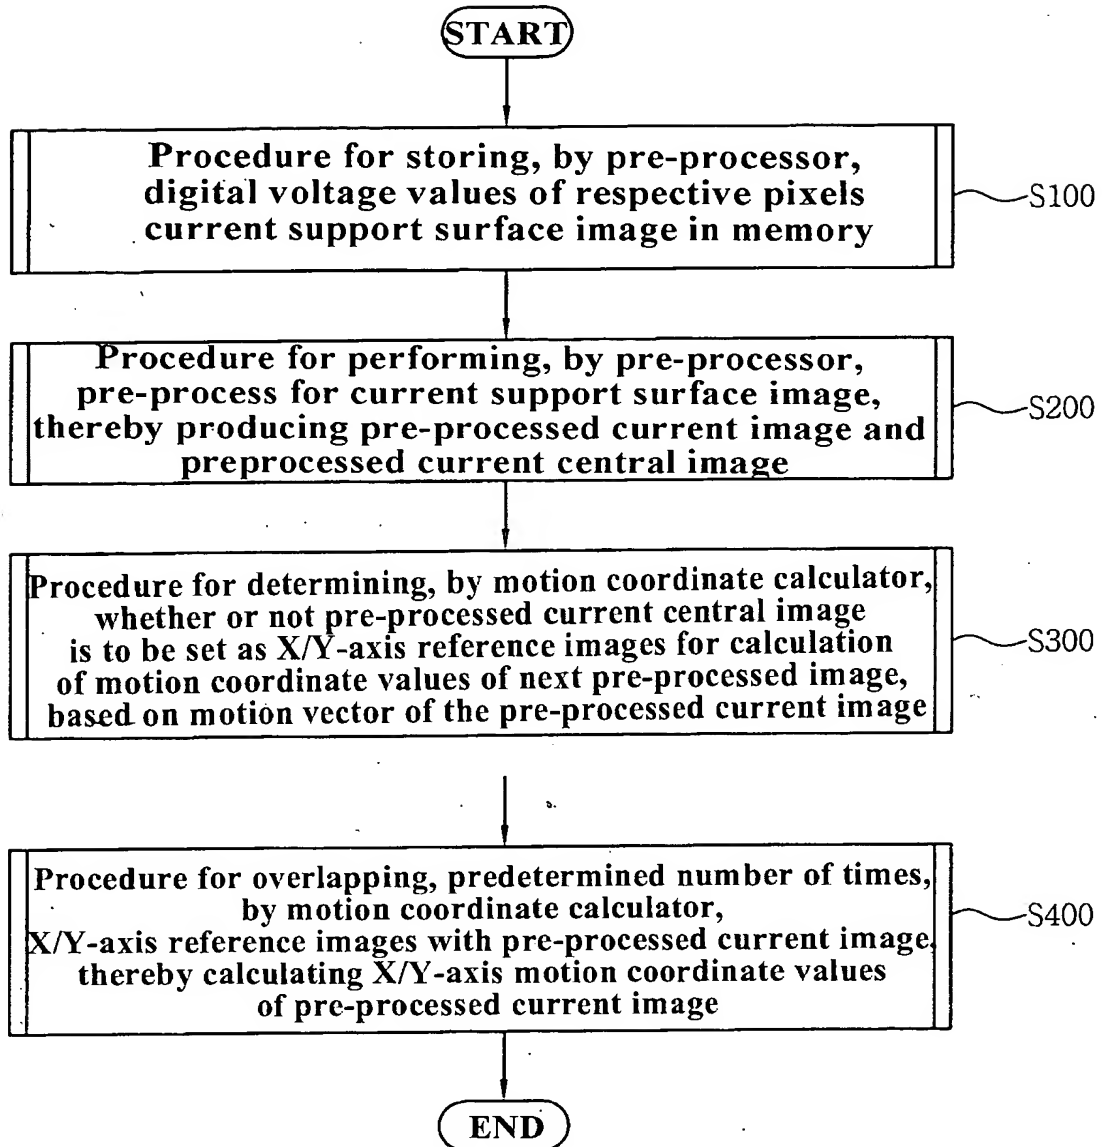 START
Procedure for storing, by pre-processor,
digital voltage values of respective pixels
current support surface image in memory
S100
Procedure for performing, by pre-processor,
pre-process for current support surface image,
thereby producing pre-processed current image and
preprocessed current central image
S200
Procedure for determining, by motion coordinate calculator,
whether or not pre-processed current central image
is to be set as X/Y-axis reference images for calculation
of motion coordinate values of next pre-processed image,
based on motion vector of the pre-processed current image
S300
Procedure for overlapping, predetermined number of times,
by motion coordinate calculator,
X/Y-axis reference images with pre-processed current image,
thereby calculating X/Y-axis motion coordinate values
of pre-processed current image
S400
END